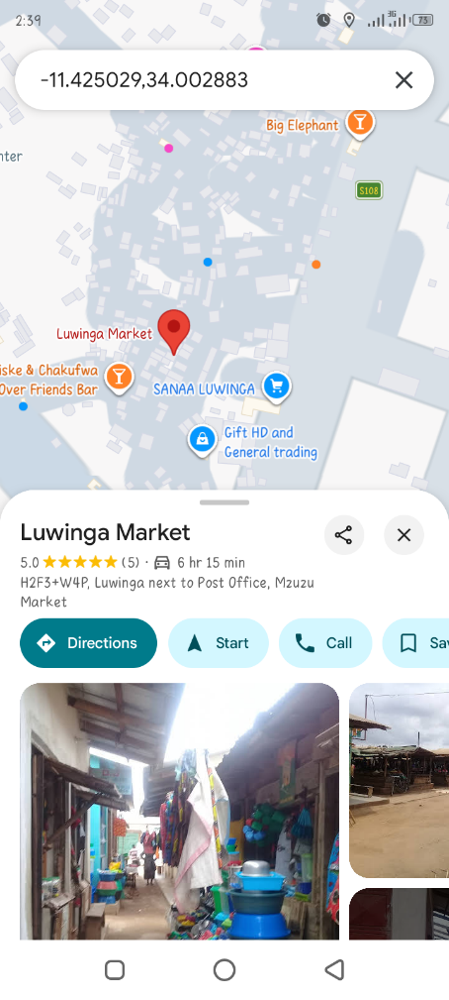 2:39
3G
73
-11.425029,34.002883
Big Elephant
nter
S108
Luwinga Market
iske & Chakufwa
Over Friends Bar
SANAA LUWINGA
Gift HD and
General trading
Luwinga Market
5.0 (5) · 6 hr 15 min
H2F3+W4P, Luwinga next to Post Office, Mzuzu
Market
Directions
Start
Call
Sav